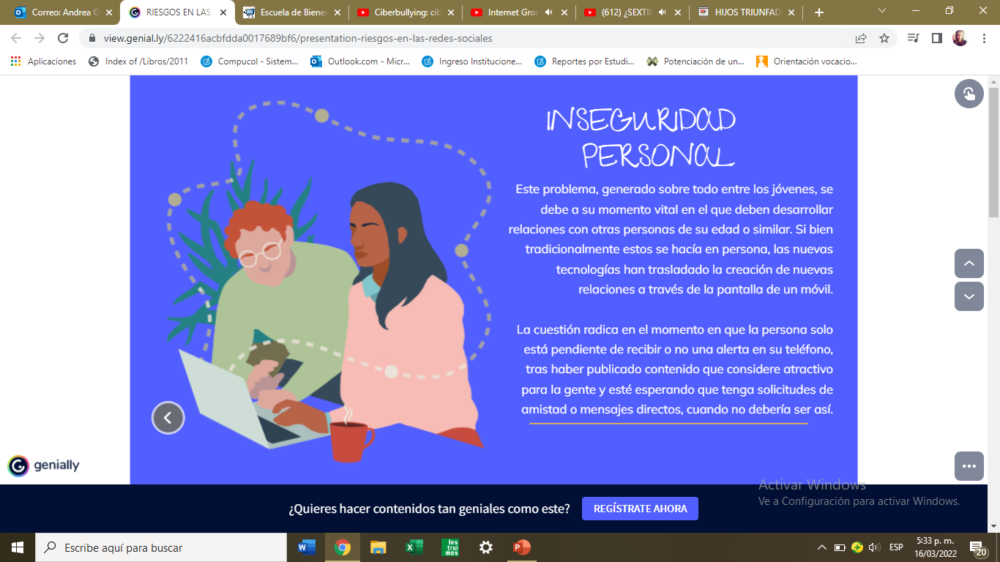 Correo: Andrea G
RIESGOS EN LAS
Escuela de Bienes
Ciberbullying: cib
Internet Groo
(612) ¿SEXTI
HIJOS TRIUNFAD
view.genial.ly/6222416acbfdda0017689bf6/presentation-riesgos-en-las-redes-sociales
Aplicaciones
Index of /Libros/2011
Compucol - Sistem...
Outlook.com - Micr...
Ingreso Institucione...
Reportes por Estudi...
Potenciación de un...
Orientación vocacio...
INSEGURIDAD
PERSONAL
Este problema, generado sobre todo entre los jóvenes, se
debe a su momento vital en el que deben desarrollar
relaciones con otras personas de su edad o similar. Si bien
tradicionalmente estos se hacía en persona, las nuevas
tecnologías han trasladado la creación de nuevas
relaciones a través de la pantalla de un móvil.
La cuestión radica en el momento en que la persona solo
está pendiente de recibir o no una alerta en su teléfono,
tras haber publicado contenido que considere atractivo
para la gente y esté esperando que tenga solicitudes de
amistad o mensajes directos, cuando no debería ser así.
genially
Activar Windows
Ve a Configuración para activar Windows.
¿Quieres hacer contenidos tan geniales como este?
REGÍSTRATE AHORA
Escribe aquí para buscar
Ins
trui
mos
ESP
5:33 p. m.
16/03/2022
20